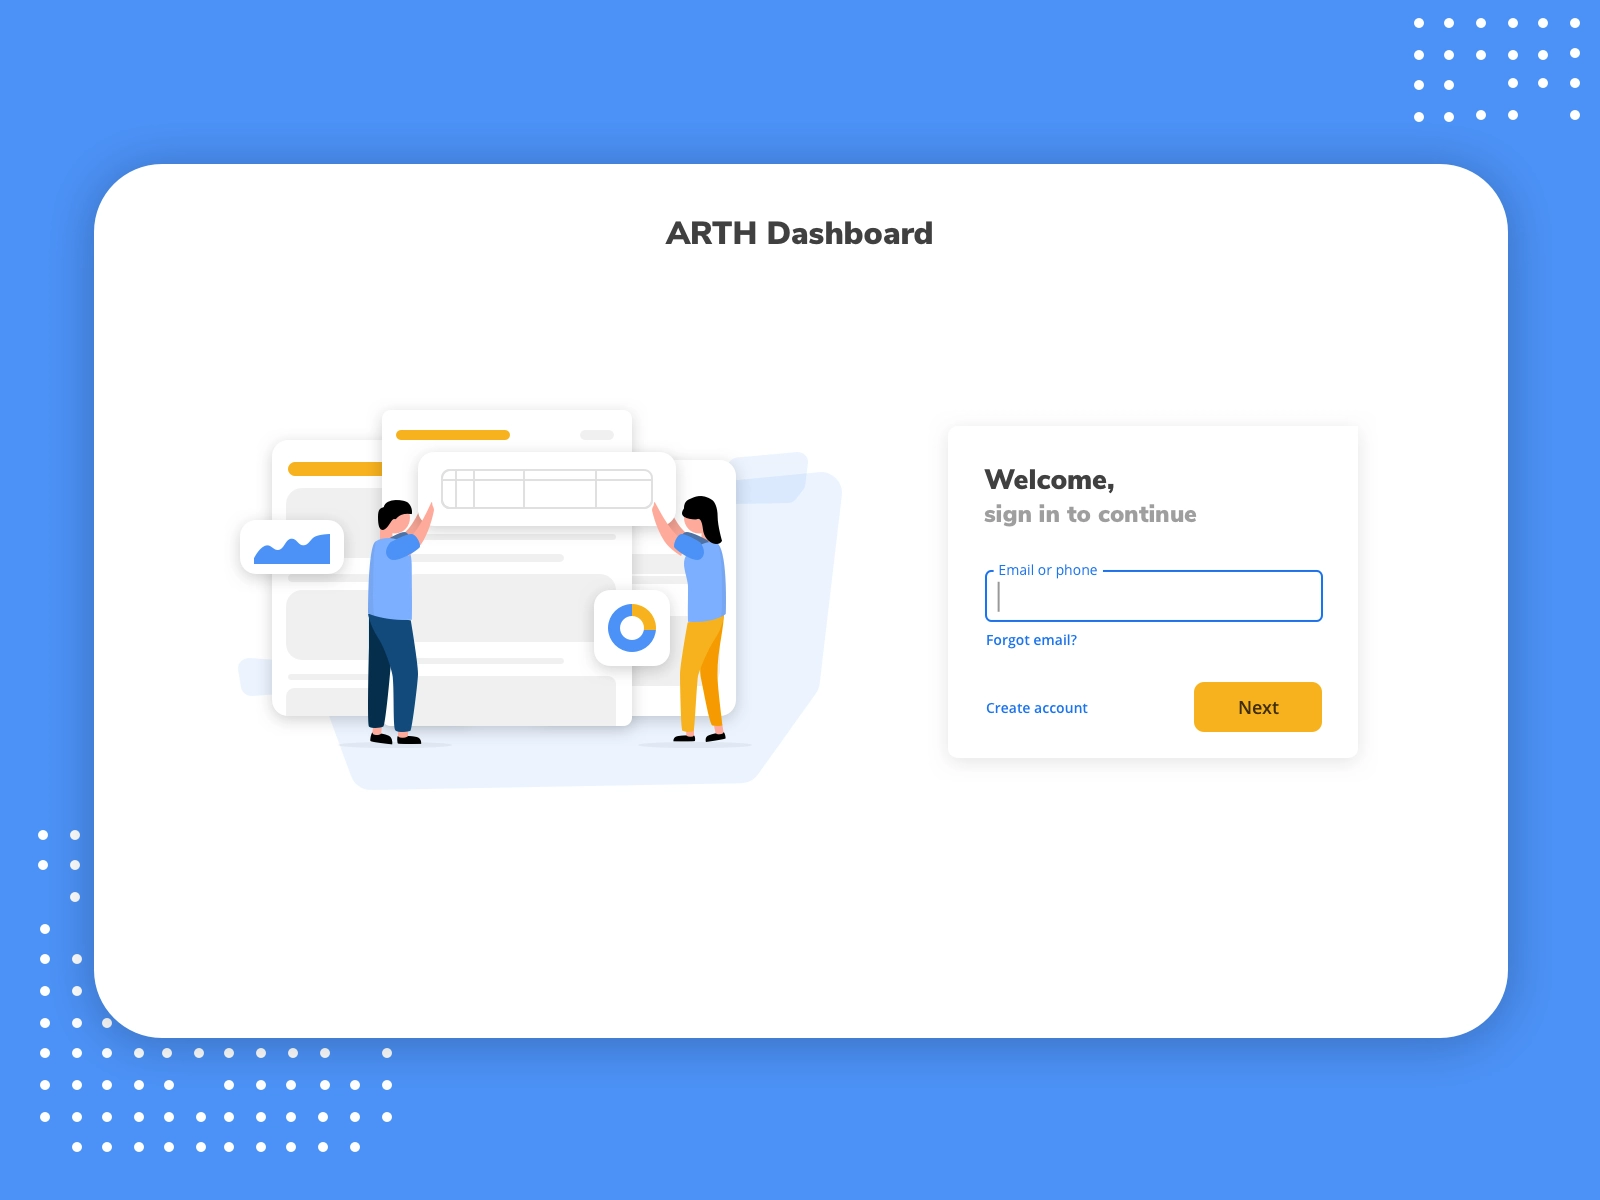 ARTH Dashboard
Welcome,
sign in to continue
Email or phone
Forgot email?
Create account
Next